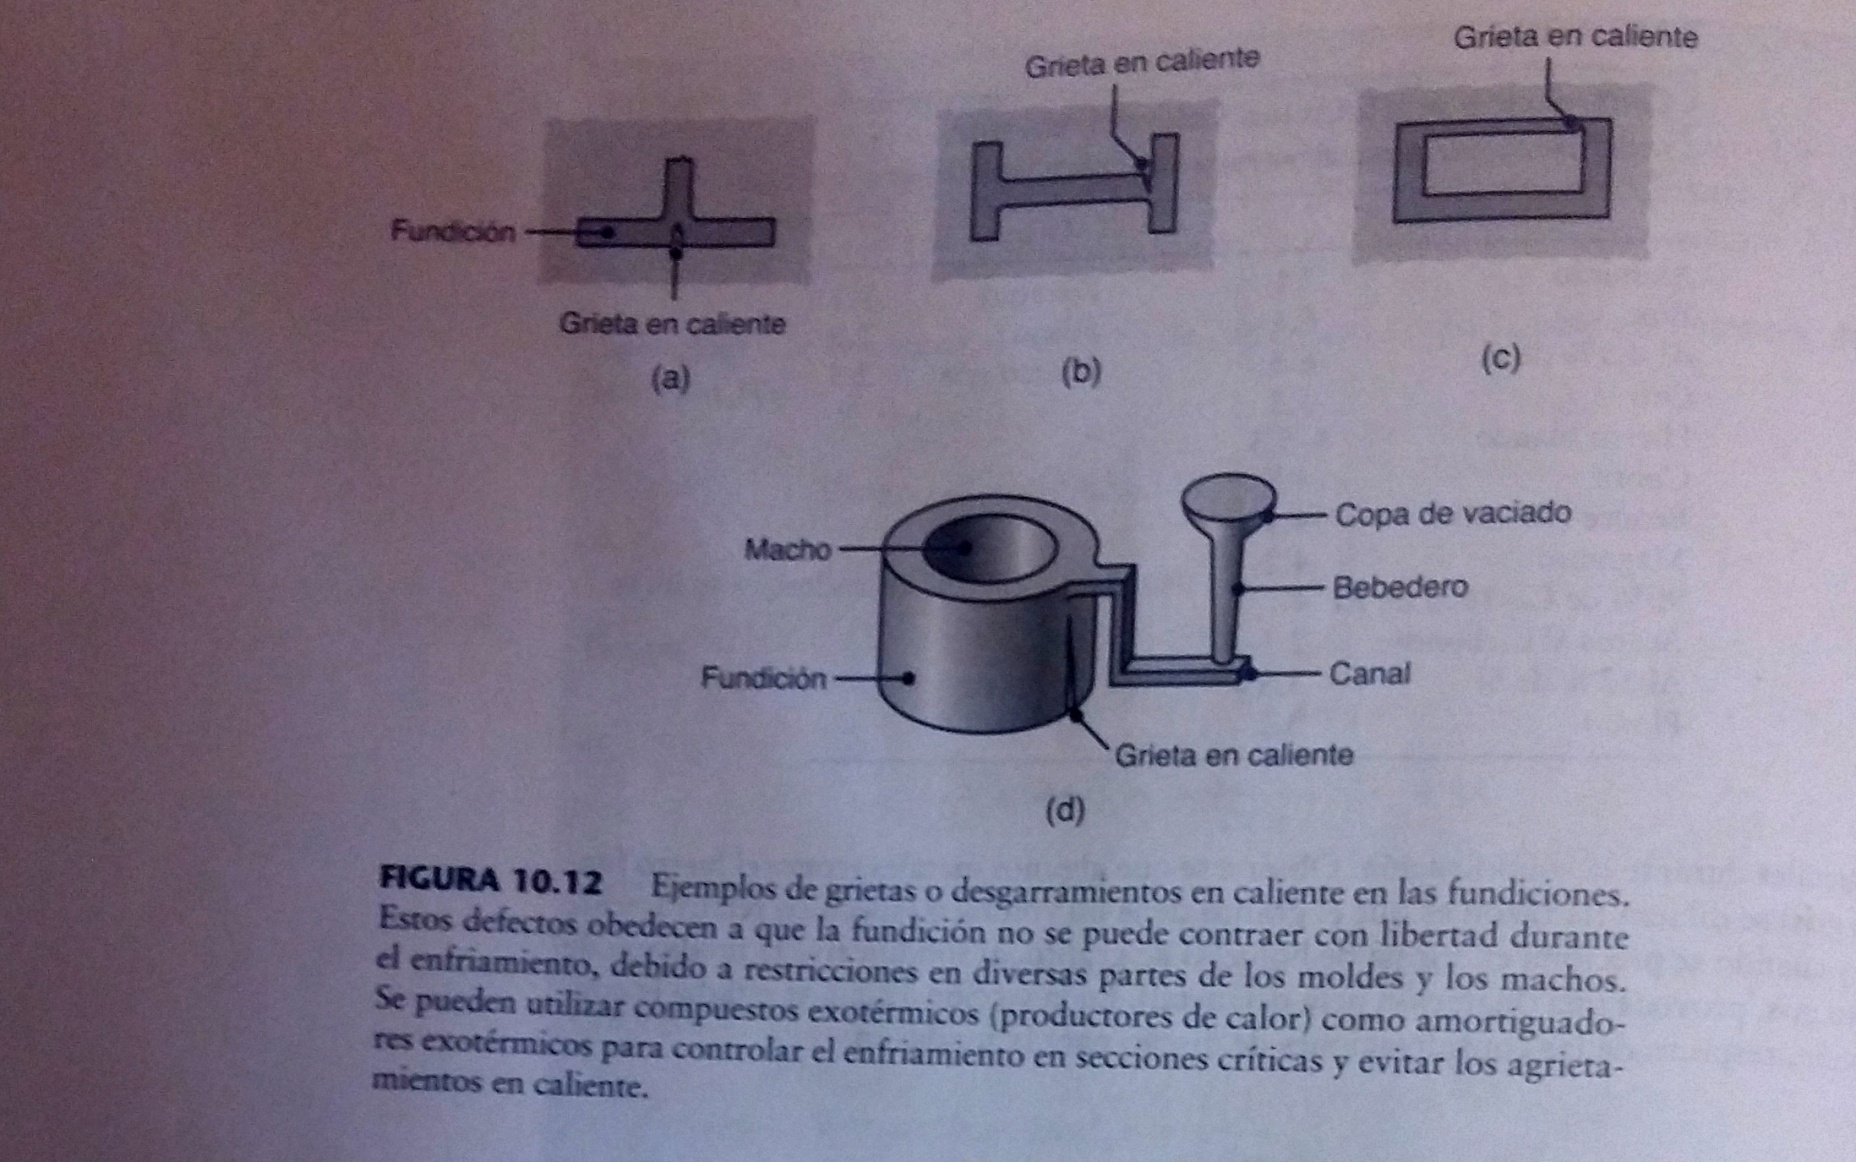 Grieta en caliente
Grieta en caliente
Fundición
Grieta en caliente
(a)
(b)
(c)
Macho
Copa de vaciado
Bebedero
Fundición
Canal
Grieta en caliente
(d)
FIGURA 10.12 Ejemplos de grietas o desgarramientos en caliente en las fundiciones.
Estos defectos obedecen a que la fundición no se puede contraer con libertad durante
el enfriamiento, debido a restricciones en diversas partes de los moldes y los machos.
Se pueden utilizar compuestos exotérmicos (productores de calor) como amortiguado-
res exotérmicos para controlar el enfriamiento en secciones críticas y evitar los agrieta-
mientos en caliente.